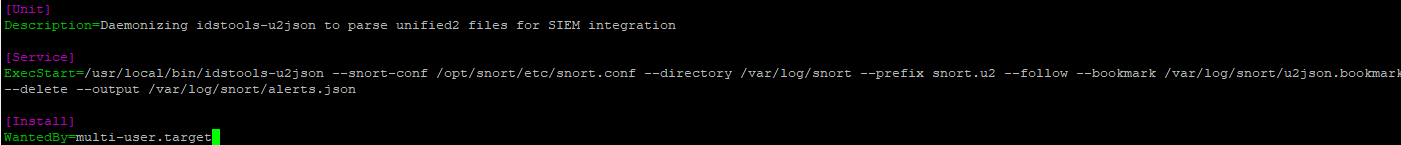 [Unit]
Description=Daemonizing idstools-u2json to parse unified2 files for SIEM integration
[Service]
ExecStart=/usr/local/bin/idstools-u2json --snort-conf /opt/snort/etc/snort.conf --directory /var/log/snort --prefix snort.u2 --follow --bookmark /var/log/snort/u2json.bookmark
--delete --output /var/log/snort/alerts.json
[Install]
WantedBy=multi-user.target